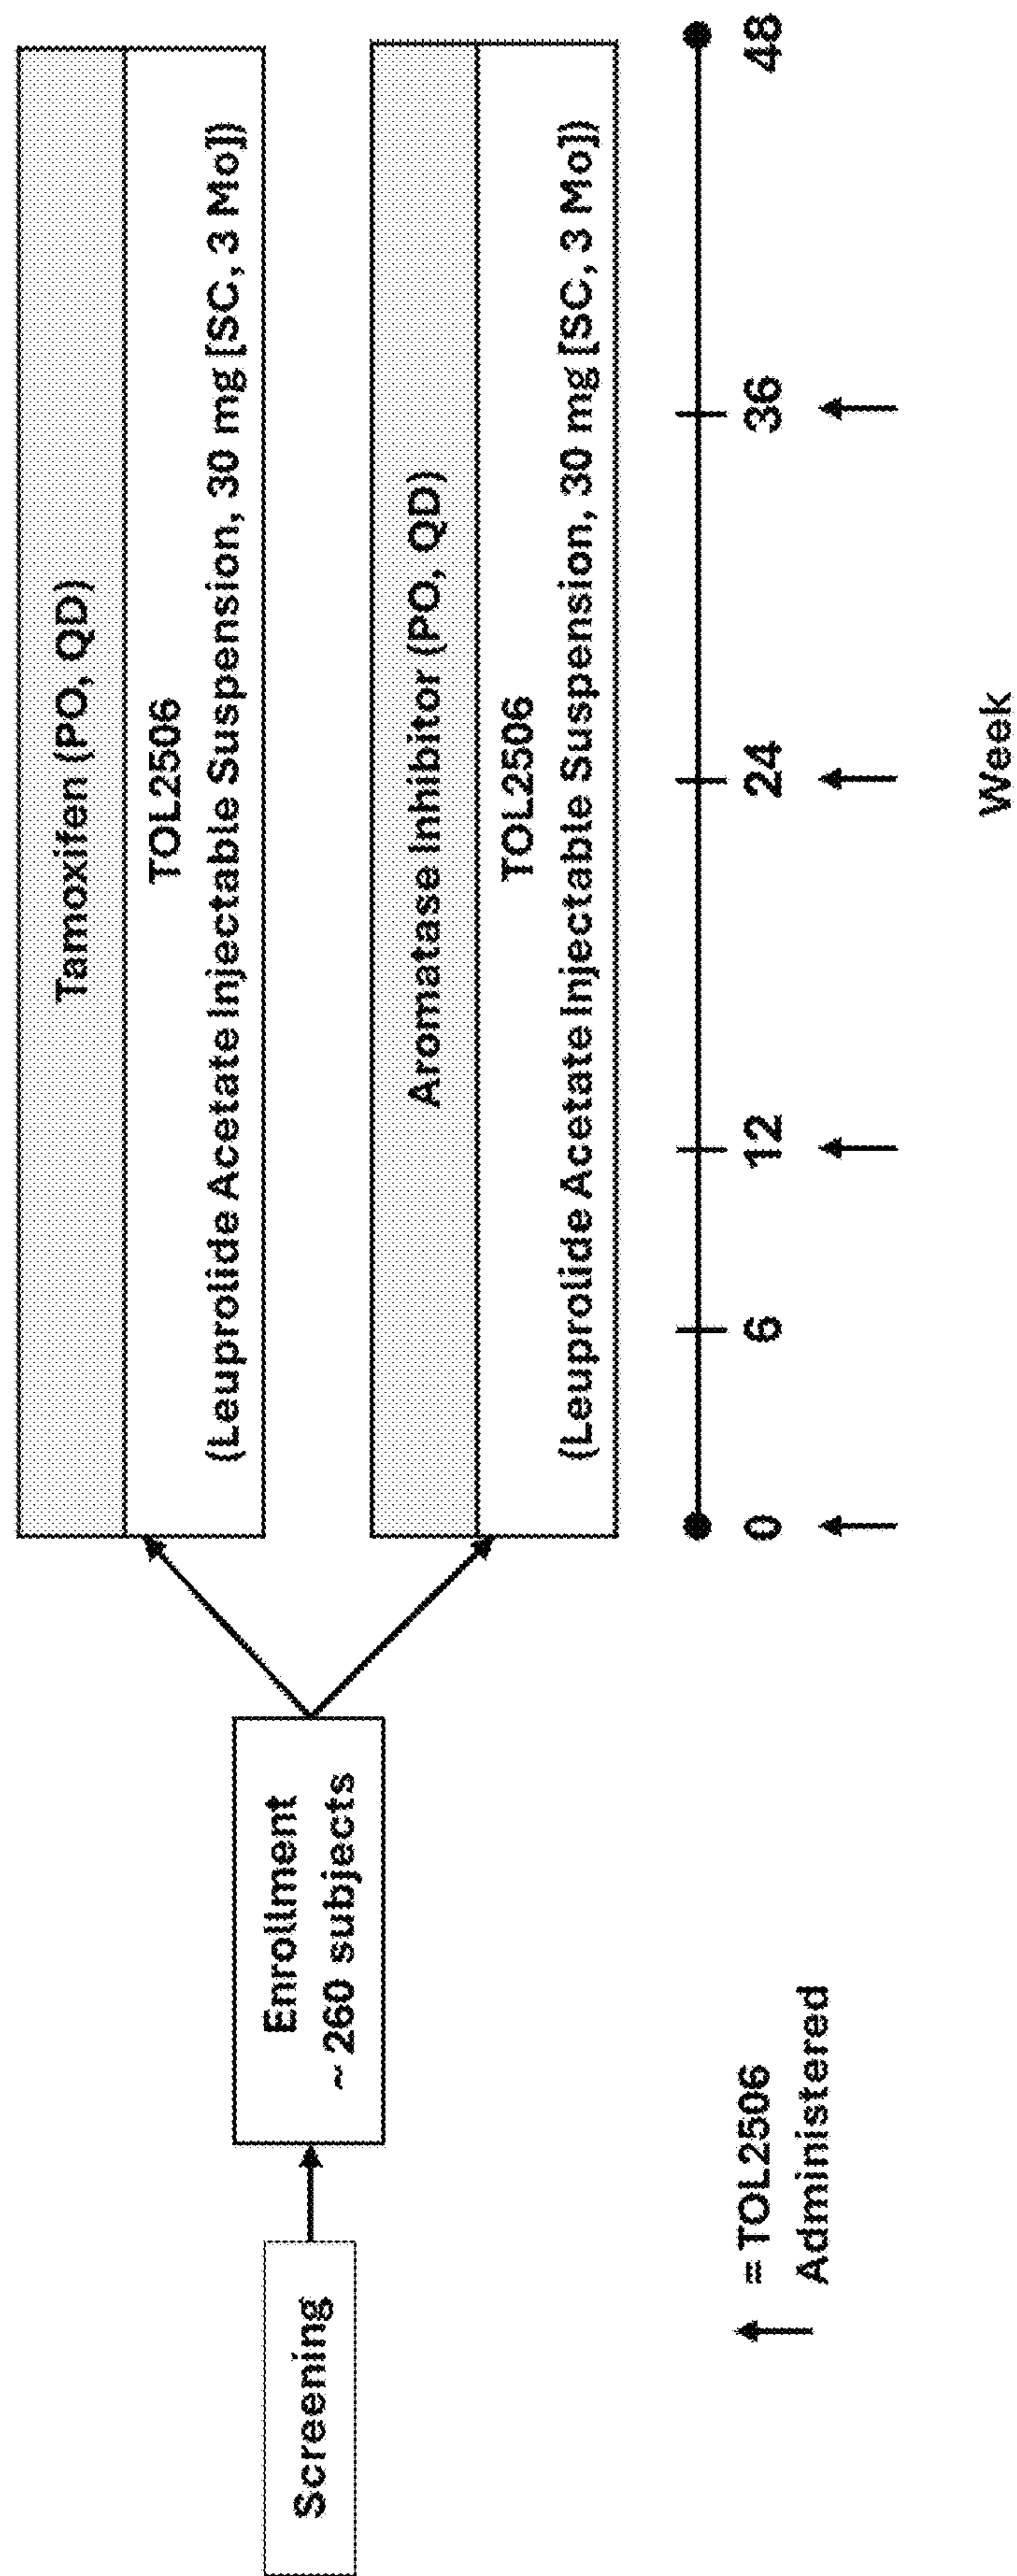 Screening
Enrollment
~260 subjects
Tamoxifen (PO, QD)
TOL2506
(Leuprolide Acetate Injectable Suspension, 30 mg [SC, 3 Mo])
Aromatase Inhibitor (PO, QD)
TOL2506
(Leuprolide Acetate Injectable Suspension, 30 mg [SC, 3 Mo])
0 6 12 24 36 48
Week
= TOL2506
Administered